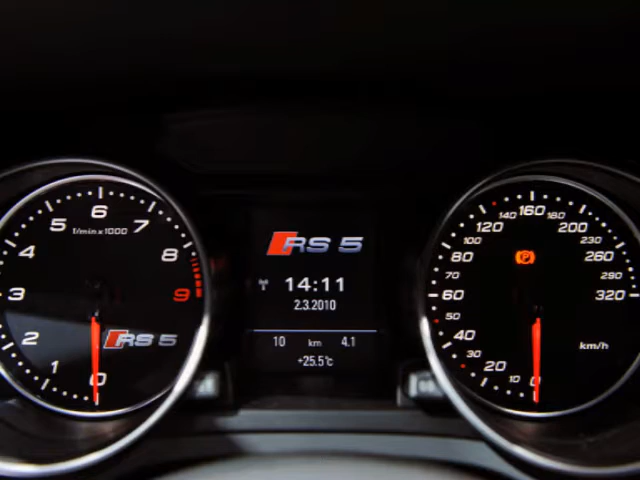 6
5
7
1/min x 1000
4
8
3
9
2
RS 5
1
0
RS 5
14:11
2.3.2010
10 km 4.1
+25.5°c
140 160 180
120 200
100 230
80 (P) 260
70 290
60 320
40 km/h
30
20
10
0